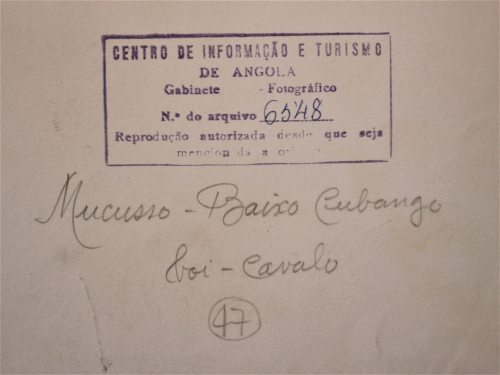 CENTRO DE INFORMAÇÃO E TURISMO
DE ANGOLA
Gabinete - Fotográfico
N.º do arquivo 6548
Reprodução autorizada desde que seja
a
Mucusso - Baixo Cubango
boi - Cavalo
47